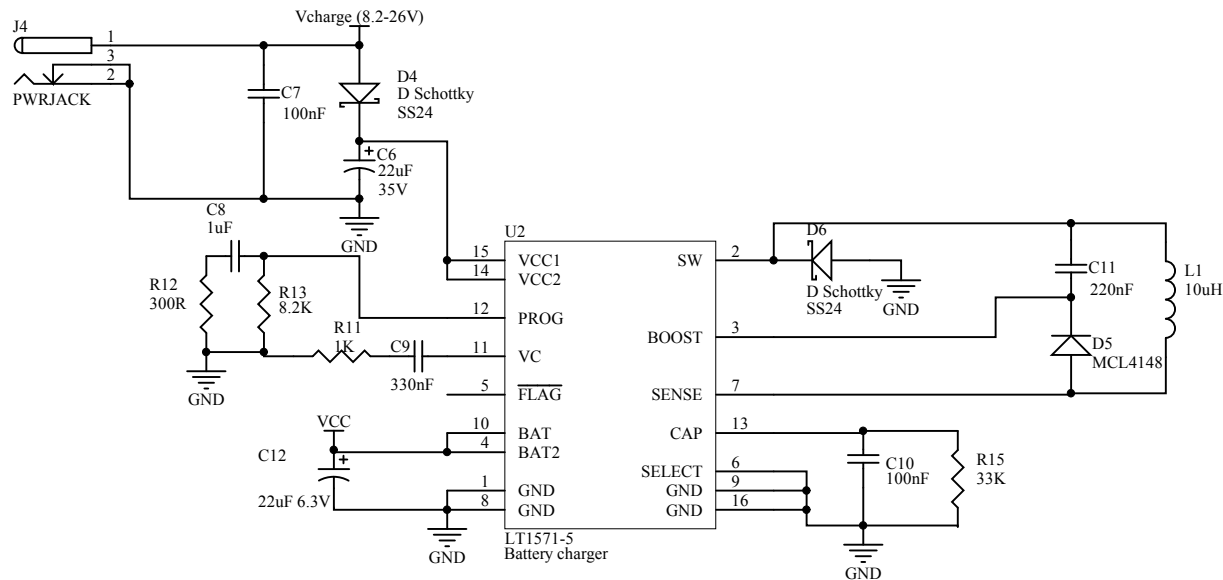 J4
1
3
2
PWRJACK
Vcharge (8.2-26V)
C7
100nF
D4
D Schottky
SS24
C6
22uF
35V
GND
C8
1uF
R12
300R
R13
8.2K
R11
1K
C9
330nF
GND
VCC
C12
22uF 6.3V
GND
U2
15
VCC1
14
VCC2
12
PROG
11
VC
5
FLAG
10
BAT
4
BAT2
1
GND
8
GND
LT1571-5
Battery charger
SW
2
BOOST
3
SENSE
7
CAP
13
SELECT
6
GND
9
GND
16
D6
D Schottky
SS24
GND
C11
220nF
L1
10uH
D5
MCL4148
C10
100nF
R15
33K
GND